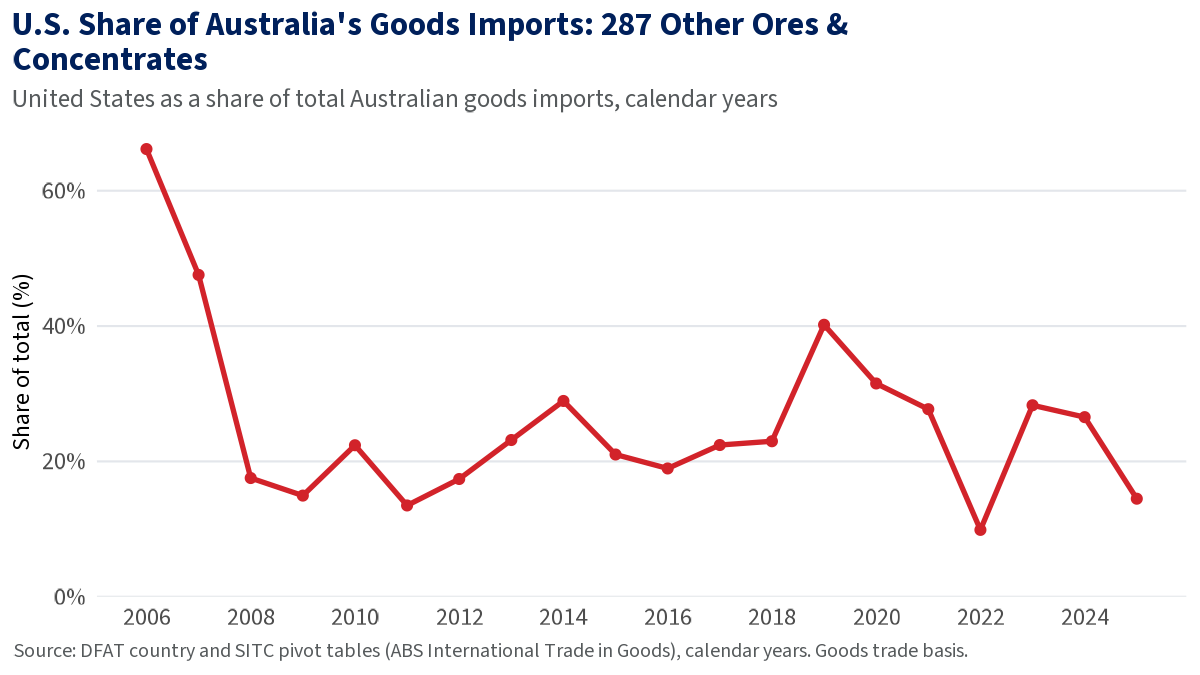 U.S. Share of Australia's Goods Imports: 287 Other Ores &
Concentrates
United States as a share of total Australian goods imports, calendar years
Share of total (%)
60%
40%
20%
0%
2006 2008 2010 2012 2014 2016 2018 2020 2022 2024
Source: DFAT country and SITC pivot tables (ABS International Trade in Goods), calendar years. Goods trade basis.